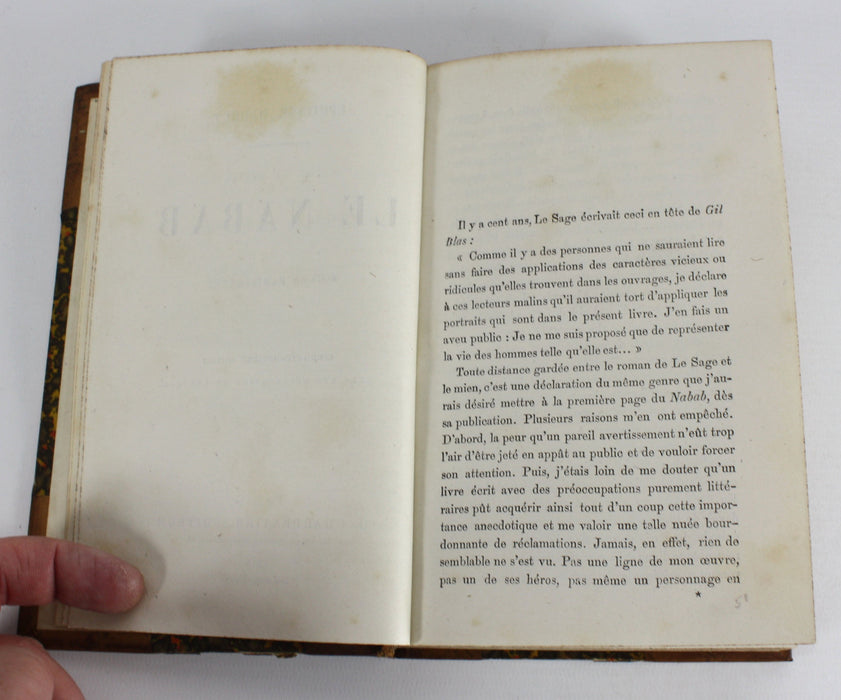 LE NABAB
Il y a cent ans, Le Sage écrivait ceci en tête de Gil
Blas :
« Comme il y a des personnes qui ne sauraient lire
sans faire des applications des caractères vicieux ou
ridicules qu'elles trouvent dans les ouvrages, je déclare
à ces lecteurs malins qu'il auraient tort d'appliquer les
portraits qui sont dans le présent livre. J'en fais un
aveu public : Je ne me suis proposé que de représenter
la vie des hommes telle qu'elle est... »
Toute distance gardée entre le roman de Le Sage et
le mien, c'est une déclaration du même genre que j'au-
rais désiré mettre à la première page du Nabab, dès
sa publication. Plusieurs raisons m'en ont empêché.
D'abord, la peur qu'un pareil avertissement n'eût trop
l'air d'être jeté en appât au public et de vouloir forcer
son attention. Puis, j'étais loin de me douter qu'un
livre écrit avec des préoccupations purement litté-
raires pût acquérir ainsi tout d'un coup cette impor-
tance anecdotique et me valoir une telle nuée bour-
donnante de réclamations. Jamais, en effet, rien de
semblable ne s'est vu. Pas une ligne de mon œuvre,
pas un de ses héros, pas même un personnage en
*